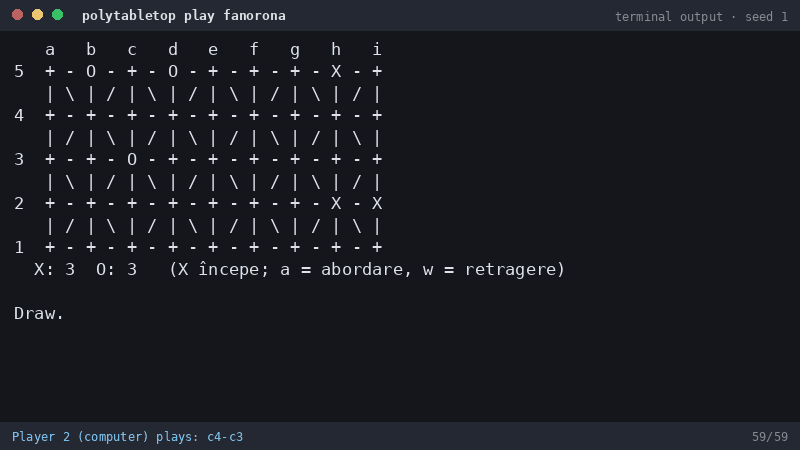 polytabletop play fanorona
terminal output · seed 1
a b c d e f g h i
5 + - O - + - O - + - + - + - X - +
| \ | / | \ | / | \ | / | \ | / |
4 + - + - + - + - + - + - + - + - +
| / | \ | / | \ | / | \ | / | \ |
3 + - + - O - + - + - + - + - + - +
| \ | / | \ | / | \ | / | \ | / |
2 + - + - + - + - + - + - + - X - X
| / | \ | / | \ | / | \ | / | \ |
1 + - + - + - + - + - + - + - + - +
X: 3 O: 3 (X începe; a = abordare, w = retragere)
Draw.
Player 2 (computer) plays: c4-c3
59/59